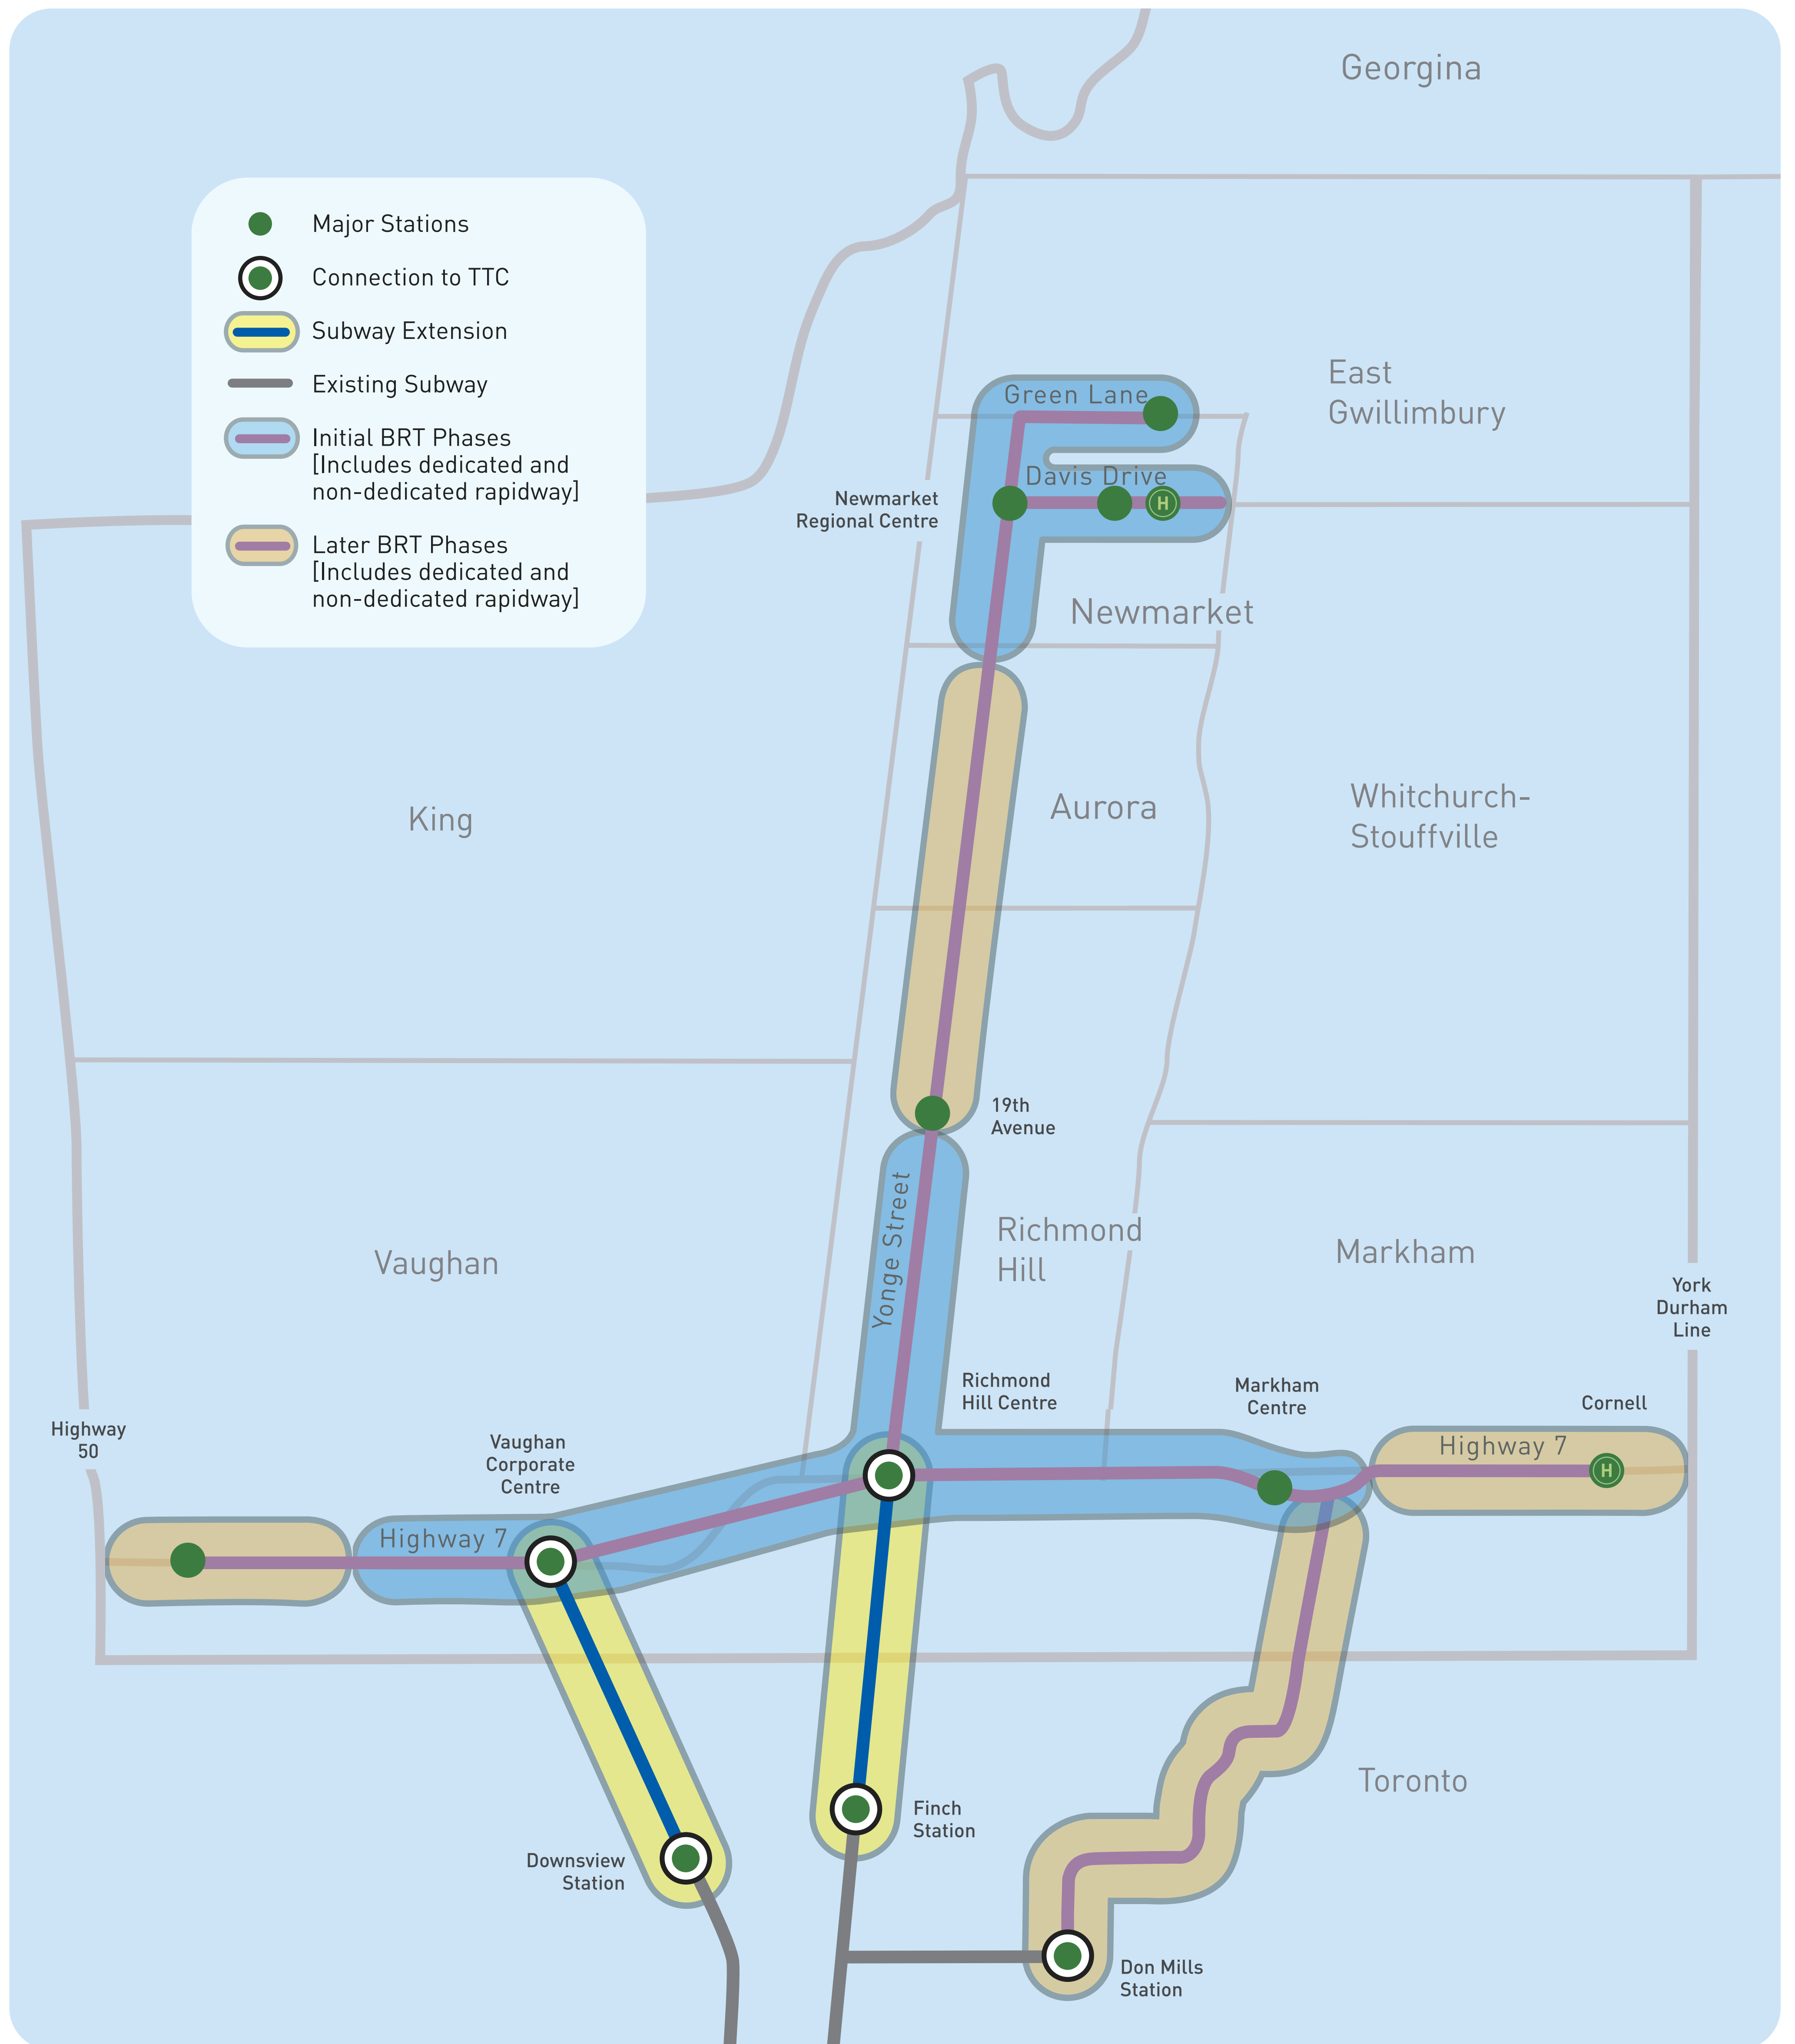 Georgina
Major Stations
Connection to TTC
Subway Extension
Existing Subway
Initial BRT Phases
[Includes dedicated and
non-dedicated rapidway]
Later BRT Phases
[Includes dedicated and
non-dedicated rapidway]
East
Gwillimbury
Green Lane
Davis Drive
H
Newmarket
Regional Centre
Newmarket
King
Aurora
Whitchurch-
Stouffville
19th
Avenue
Yonge Street
Richmond
Hill
Vaughan
Markham
York
Durham
Line
Richmond
Hill Centre
Markham
Centre
Cornell
Highway 7
H
Highway
50
Vaughan
Corporate
Centre
Highway 7
Toronto
Finch
Station
Downsview
Station
Don Mills
Station